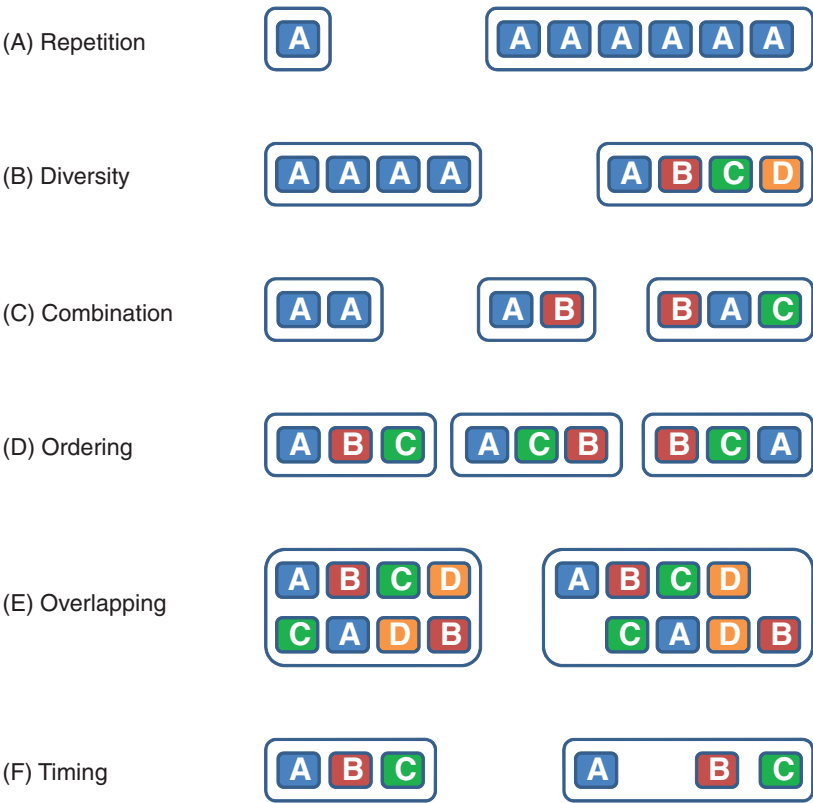 (A) Repetition A A A A A A A
(B) Diversity A A A A A B C D
(C) Combination A A A B B A C
(D) Ordering A B C A C B B C A
A B C D A B C D
(E) Overlapping
C A D B C A D B
(F) Timing A B C A B C